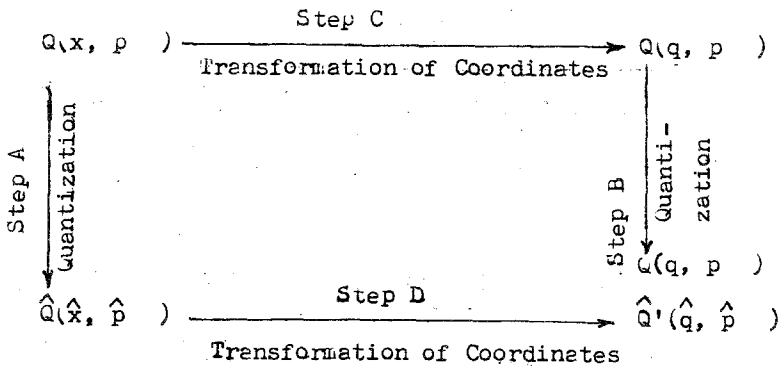 Step C
Q(x, p ) Q(q, p )
Transformation of Coordinates
Step A
Quantization
Step B
Quanti-
zation
Q(q, p )
Q̂(x̂, p̂ ) Step D Q̂'(q̂, p̂ )
Transformation of Coordinates